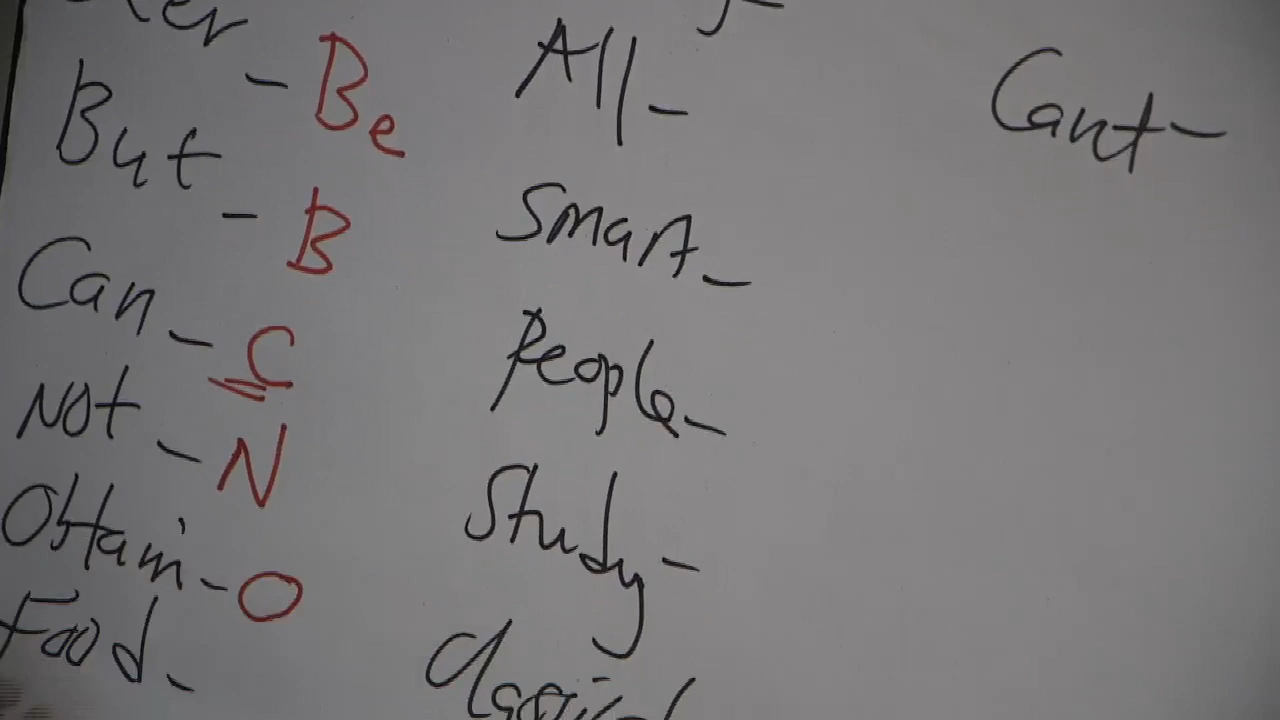 - Be
But - B
Can - C
Not - N
Obtain - O
Food -
All -
Smart -
People -
Study -
Cant -